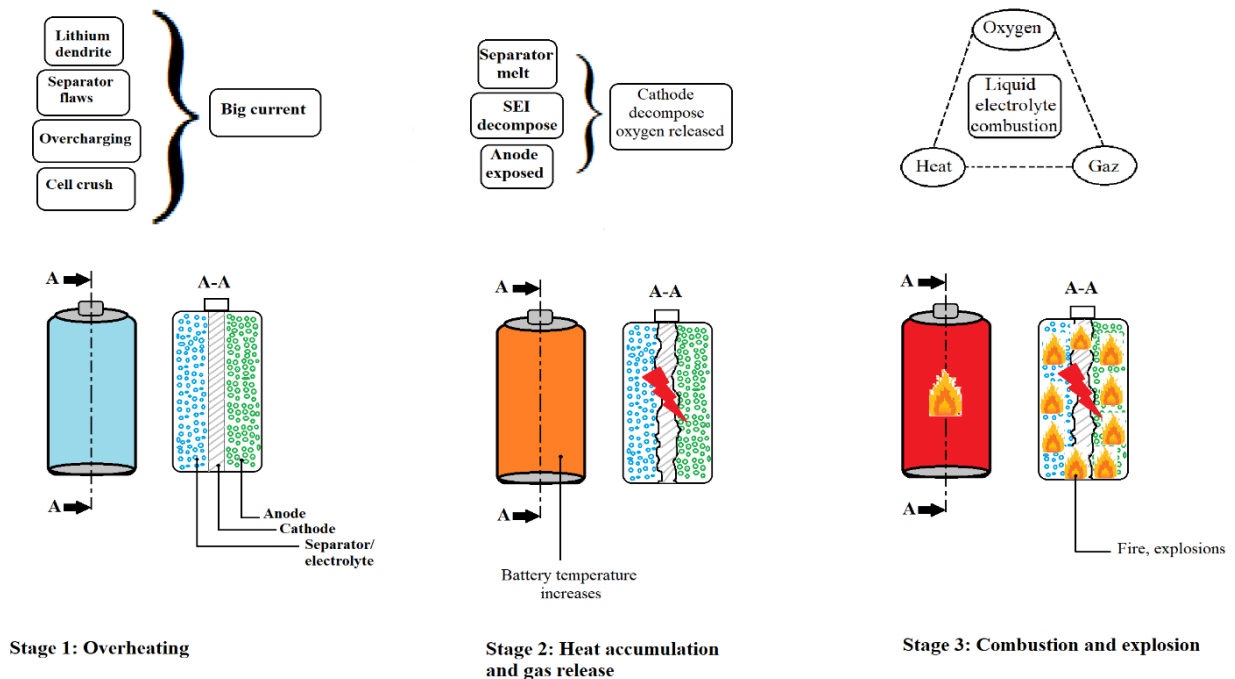 Lithium
dendrite
Separator
flaws
Overcharging
Cell crush
Big current
Separator
melt
SEI
decompose
Anode
exposed
Cathode
decompose
oxygen released
Oxygen
Liquid
electrolyte
combustion
Heat
Gaz
A
A-A
A
Anode
Cathode
Separator/
electrolyte
A
A-A
A
Battery temperature
increases
A
A-A
A
Fire, explosions
Stage 1: Overheating
Stage 2: Heat accumulation
and gas release
Stage 3: Combustion and explosion